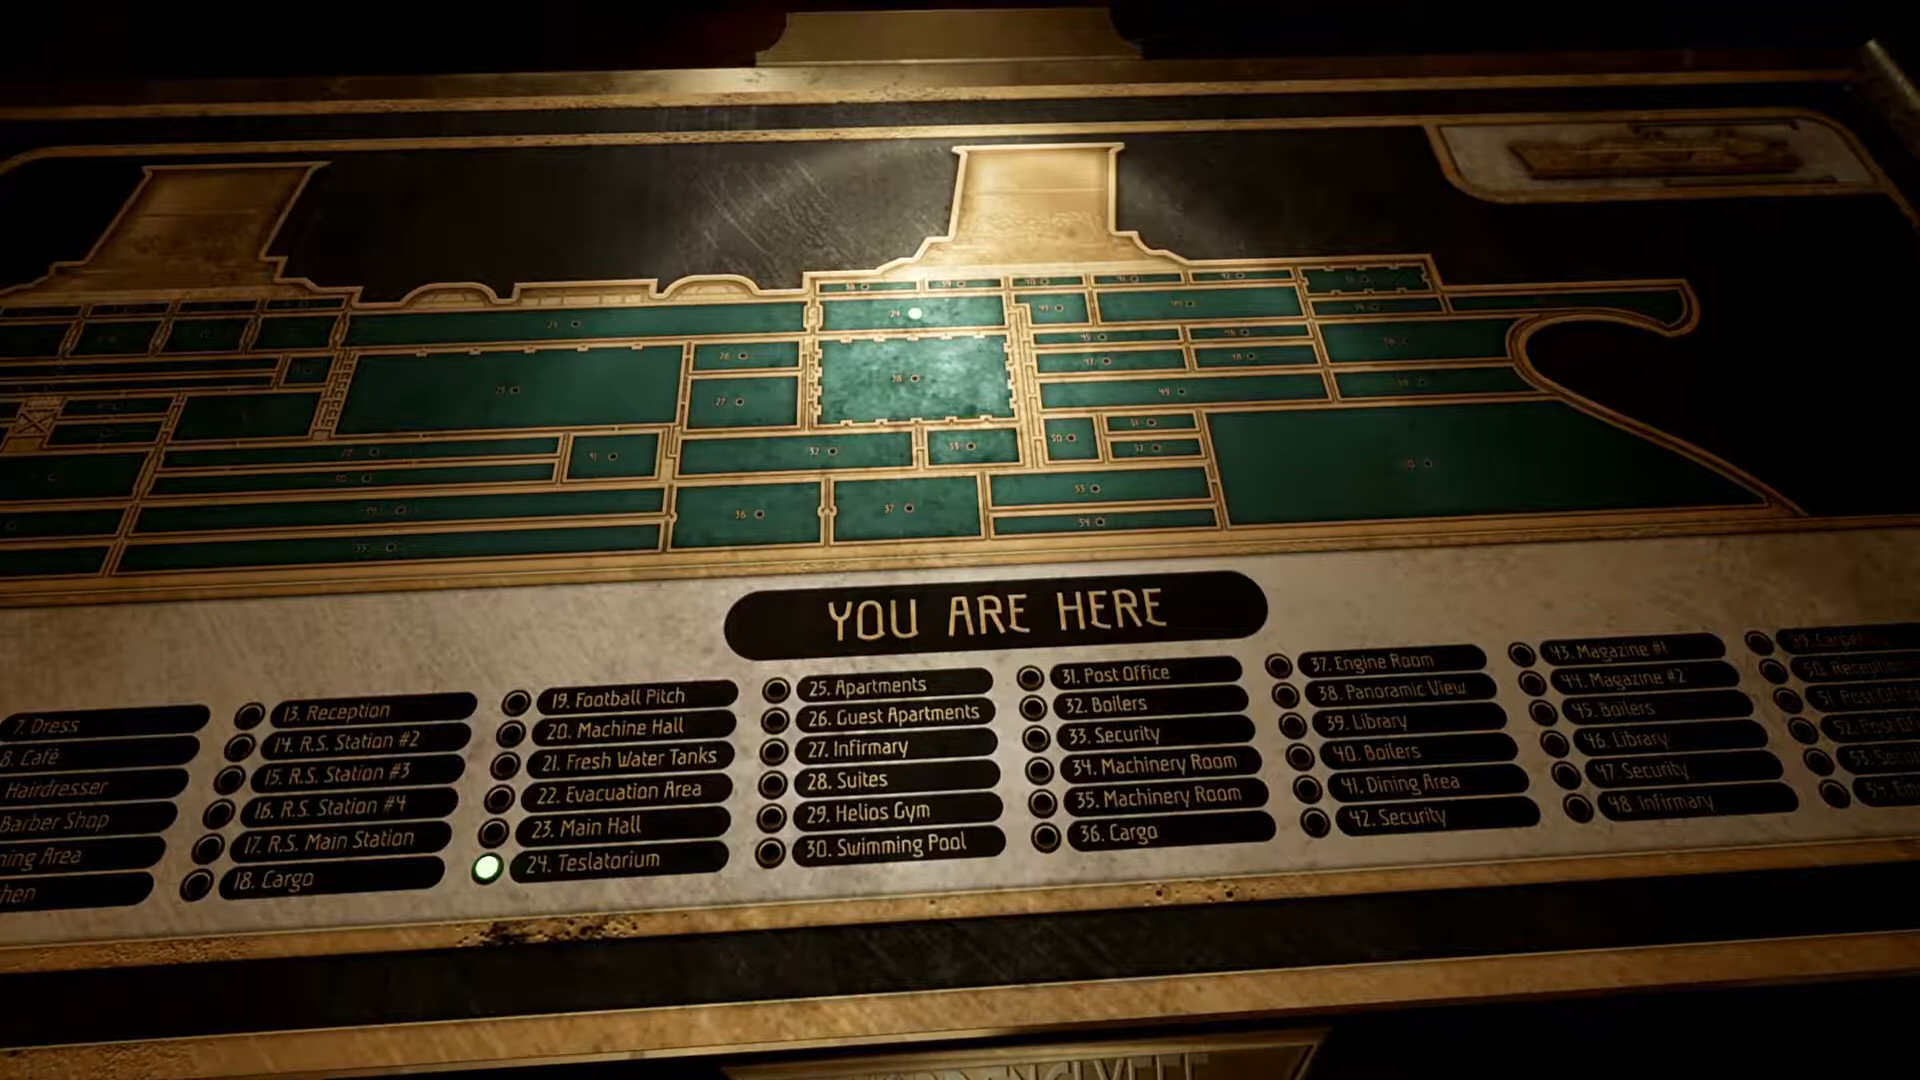 YOU ARE HERE
7. Dress
8. Café
Hairdresser
Barber Shop
Area
13. Reception
14. R.S. Station #2
15. R.S. Station #3
16. R.S. Station #4
17. R.S. Main Station
18. Cargo
19. Football Pitch
20. Machine Hall
21. Fresh Water Tanks
22. Evacuation Area
23. Main Hall
24. Teslatorium
25. Apartments
26. Guest Apartments
27. Infirmary
28. Suites
29. Helios Gym
30. Swimming Pool
31. Post Office
32. Boilers
33. Security
34. Machinery Room
35. Machinery Room
36. Cargo
37. Engine Room
38. Panoramic View
39. Library
40. Boilers
41. Dining Area
42. Security
43. Magazine #1
44. Magazine #2
45. Boilers
46. Library
47. Security
48. Infirmary